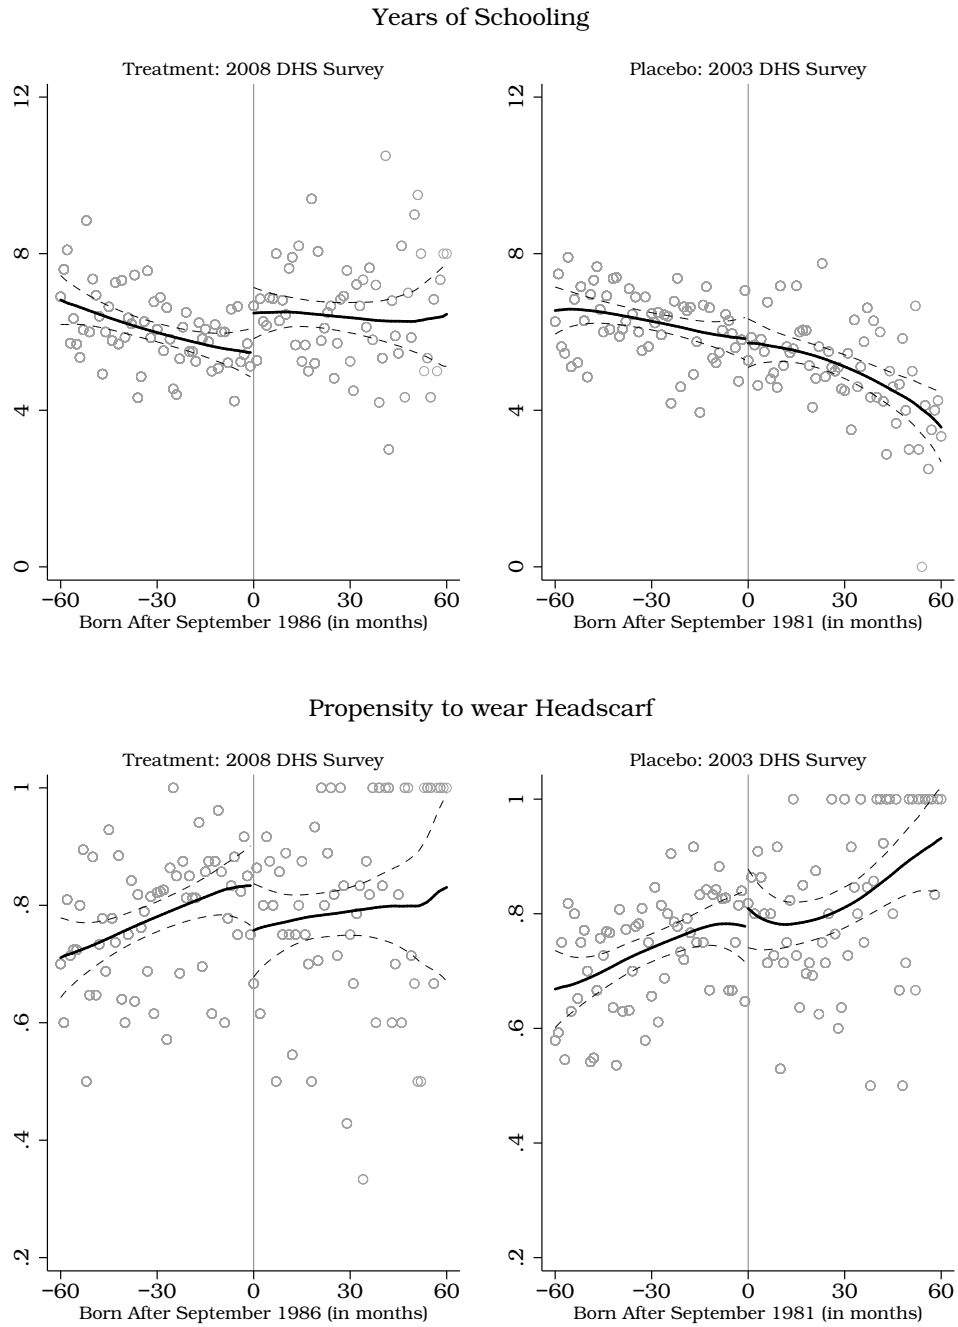 Years of Schooling
Treatment: 2008 DHS Survey
Placebo: 2003 DHS Survey
12
8
4
0
−60 −30 0 30 60
Born After September 1986 (in months)
12
8
4
0
−60 −30 0 30 60
Born After September 1981 (in months)
Propensity to wear Headscarf
Treatment: 2008 DHS Survey
Placebo: 2003 DHS Survey
1
.8
.6
.4
.2
−60 −30 0 30 60
Born After September 1986 (in months)
1
.8
.6
.4
.2
−60 −30 0 30 60
Born After September 1981 (in months)